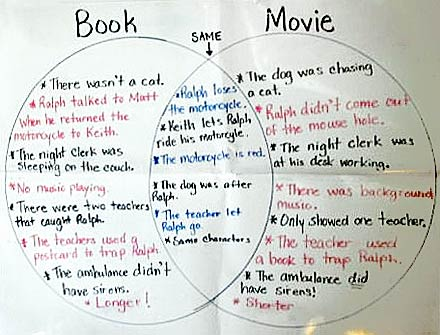 Book
SAME
Movie
* There wasn't a cat.
* Ralph talked to Matt
when he returned the
motorcycle to Keith.
* The night clerk was
sleeping on the couch.
* No music playing.
* There were two teachers
that caught Ralph.
* The teachers used a
postcard to trap Ralph.
* The ambulance didn't
have sirens.
* Longer!
* Ralph loses
the motorcycle.
* Keith lets Ralph
ride his motorcycle.
* The motorcycle is red.
* The dog was after
Ralph.
* The teacher let
Ralph go.
* Same characters
* The dog was chasing
a cat.
* Ralph didn't come out
of the mouse hole.
* The night clerk was
at his desk working.
* There was background
music.
* Only showed one teacher.
* The teacher used
a book to trap Ralph.
* The ambulance did
have sirens!
* Shorter